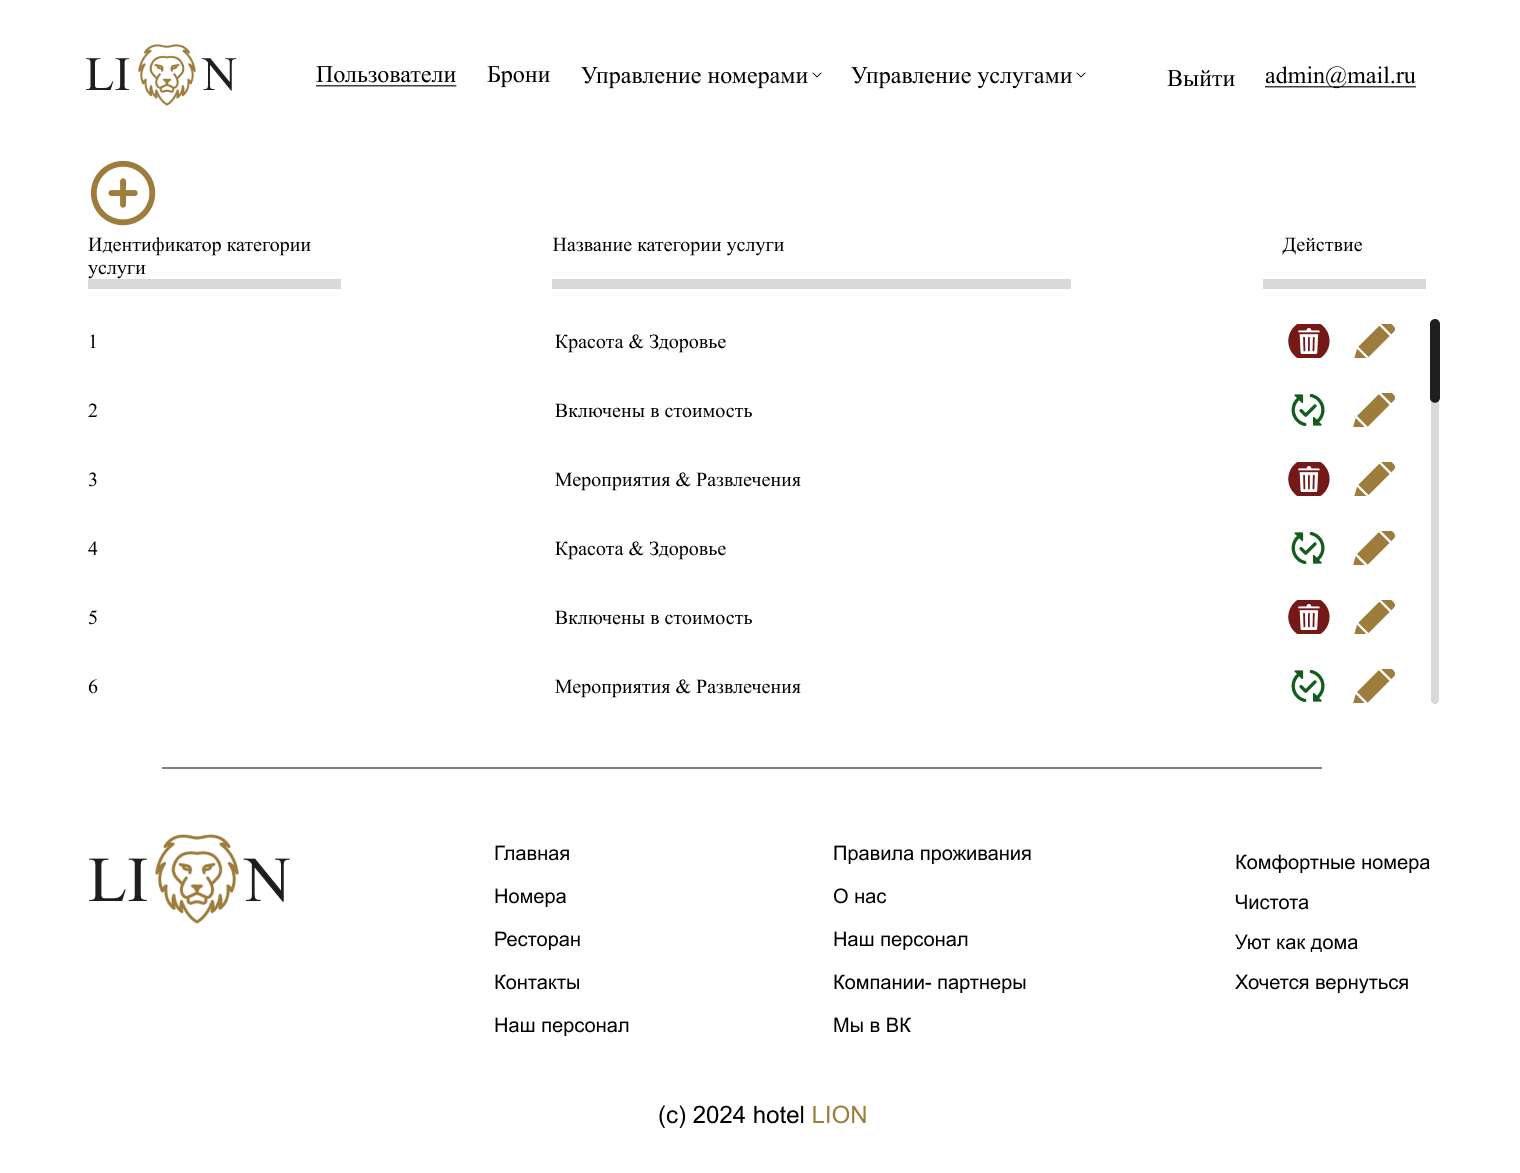 LION
Пользователи
Брони
Управление номерами
Управление услугами
Выйти
admin@mail.ru
Идентификатор категории
услуги
Название категории услуги
Действие
1
Красота & Здоровье
2
Включены в стоимость
3
Мероприятия & Развлечения
4
Красота & Здоровье
5
Включены в стоимость
6
Мероприятия & Развлечения
LION
Главная
Номера
Ресторан
Контакты
Наш персонал
Правила проживания
О нас
Наш персонал
Компании- партнеры
Мы в ВК
Комфортные номера
Чистота
Уют как дома
Хочется вернуться
(c) 2024 hotel LION